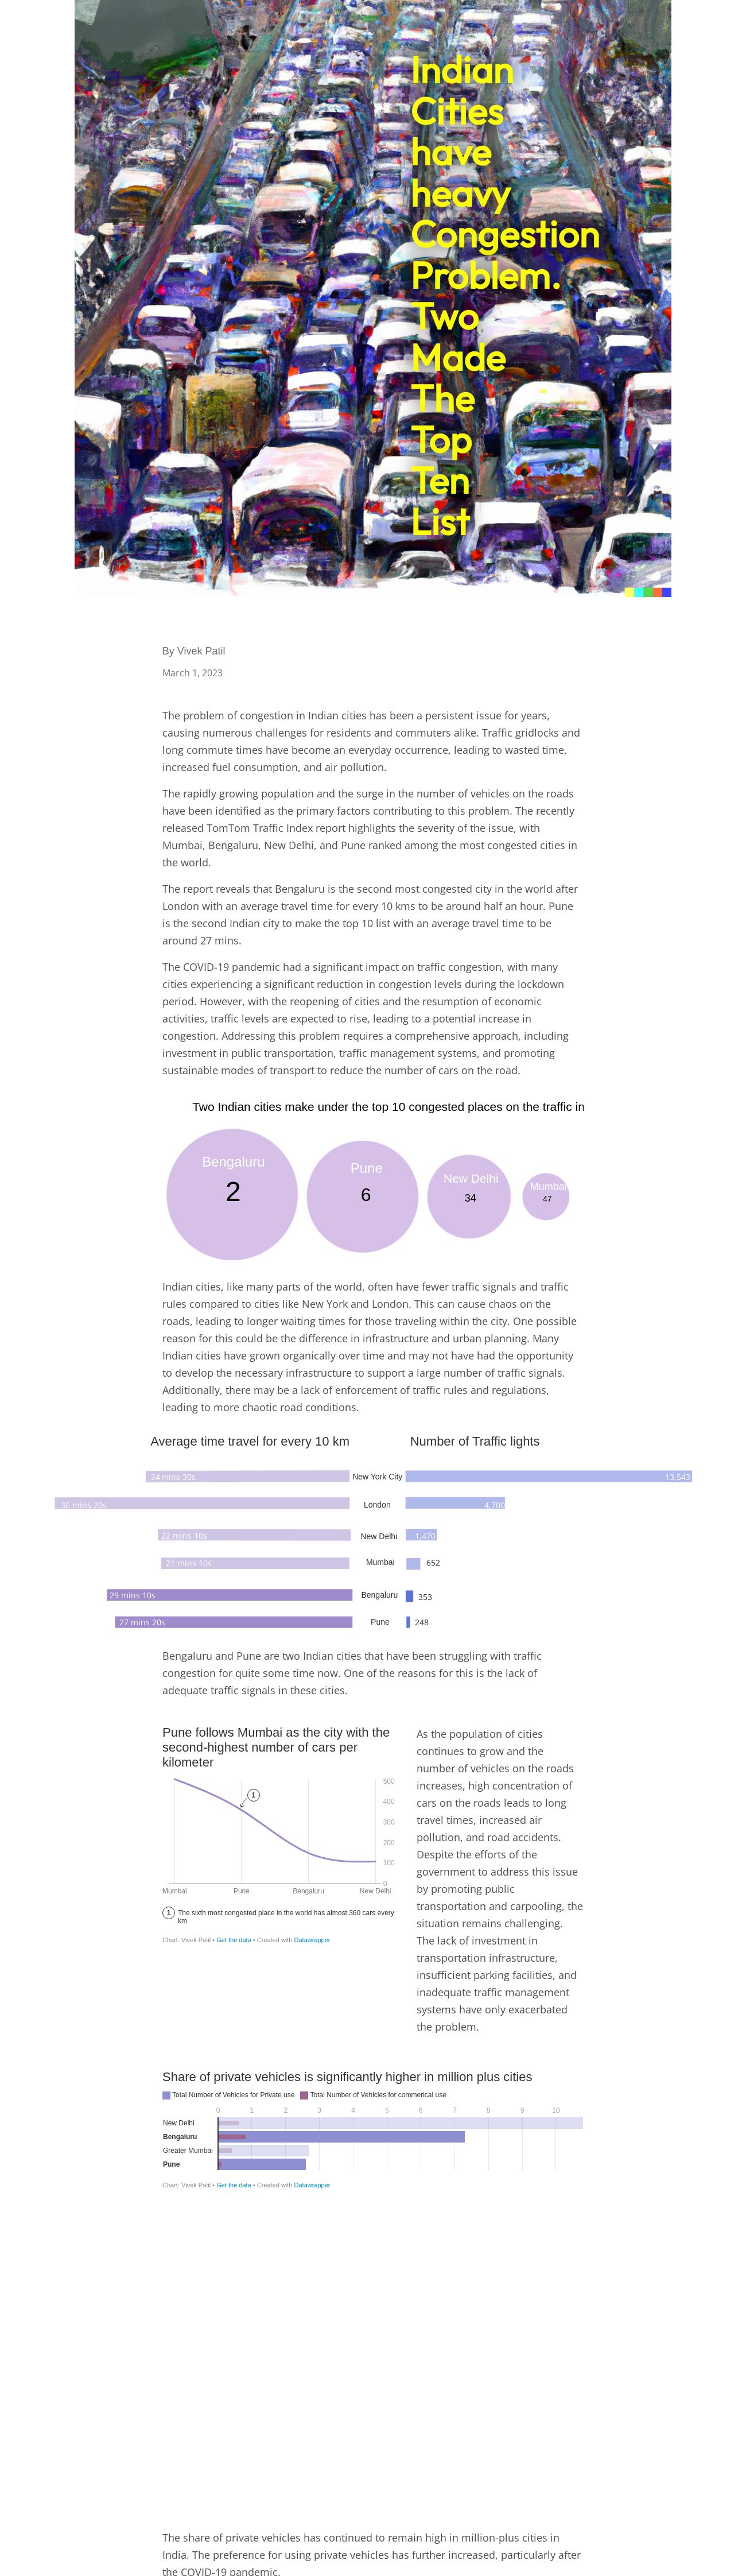 Indian
Cities
have
heavy
Congestion
Problem.
Two
Made
The
Top
Ten
List
By Vivek Patil
March 1, 2023
The problem of congestion in Indian cities has been a persistent issue for years,
causing numerous challenges for residents and commuters alike. Traffic gridlocks and
long commute times have become an everyday occurrence, leading to wasted time,
increased fuel consumption, and air pollution.
The rapidly growing population and the surge in the number of vehicles on the roads
have been identified as the primary factors contributing to this problem. The recently
released TomTom Traffic Index report highlights the severity of the issue, with
Mumbai, Bengaluru, New Delhi, and Pune ranked among the most congested cities in
the world.
The report reveals that Bengaluru is the second most congested city in the world after
London with an average travel time for every 10 kms to be around half an hour. Pune
is the second Indian city to make the top 10 list with an average travel time to be
around 27 mins.
The COVID-19 pandemic had a significant impact on traffic congestion, with many
cities experiencing a significant reduction in congestion levels during the lockdown
period. However, with the reopening of cities and the resumption of economic
activities, traffic levels are expected to rise, leading to a potential increase in
congestion. Addressing this problem requires a comprehensive approach, including
investment in public transportation, traffic management systems, and promoting
sustainable modes of transport to reduce the number of cars on the road.
Two Indian cities make under the top 10 congested places on the traffic in
Bengaluru
2
Pune
6
New Delhi
34
Mumbai
47
Indian cities, like many parts of the world, often have fewer traffic signals and traffic
rules compared to cities like New York and London. This can cause chaos on the
roads, leading to longer waiting times for those traveling within the city. One possible
reason for this could be the difference in infrastructure and urban planning. Many
Indian cities have grown organically over time and may not have had the opportunity
to develop the necessary infrastructure to support a large number of traffic signals.
Additionally, there may be a lack of enforcement of traffic rules and regulations,
leading to more chaotic road conditions.
Average time travel for every 10 km
Number of Traffic lights
24mins 30s New York City 13,543
36 mins 20s London 4,700
22 mins 10s New Delhi 1,470
21 mins 10s Mumbai 652
29 mins 10s Bengaluru 353
27 mins 20s Pune 248
Bengaluru and Pune are two Indian cities that have been struggling with traffic
congestion for quite some time now. One of the reasons for this is the lack of
adequate traffic signals in these cities.
Pune follows Mumbai as the city with the
second-highest number of cars per
kilometer
500
400
300
200
100
0
1
Mumbai Pune Bengaluru New Delhi
1 The sixth most congested place in the world has almost 360 cars every
km
Chart: Vivek Patil • Get the data • Created with Datawrapper
As the population of cities
continues to grow and the
number of vehicles on the roads
increases, high concentration of
cars on the roads leads to long
travel times, increased air
pollution, and road accidents.
Despite the efforts of the
government to address this issue
by promoting public
transportation and carpooling, the
situation remains challenging.
The lack of investment in
transportation infrastructure,
insufficient parking facilities, and
inadequate traffic management
systems have only exacerbated
the problem.
Share of private vehicles is significantly higher in million plus cities
Total Number of Vehicles for Private use Total Number of Vehicles for commerical use
0 1 2 3 4 5 6 7 8 9 10
New Delhi
Bengaluru
Greater Mumbai
Pune
Chart: Vivek Patil • Get the data • Created with Datawrapper
The share of private vehicles has continued to remain high in million-plus cities in
India. The preference for using private vehicles has further increased, particularly after
the COVID-19 pandemic.